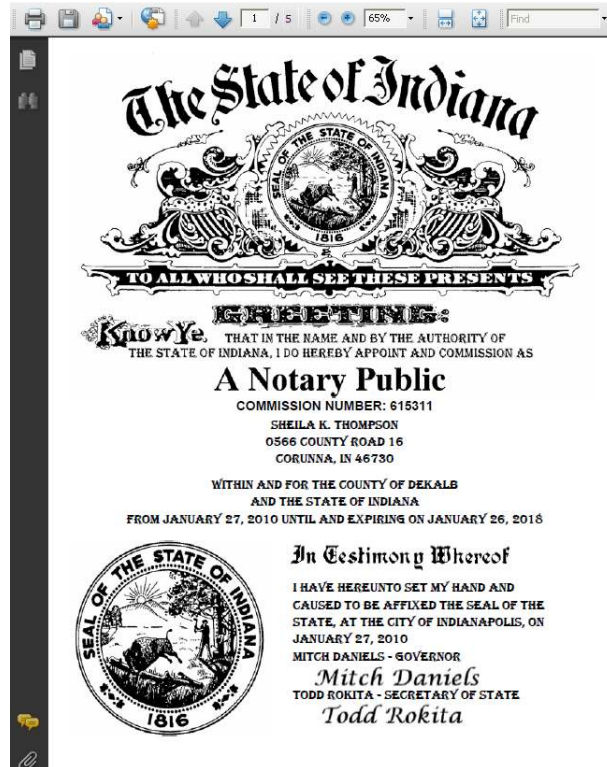 1 / 5 65% Find
The State of Indiana
SEAL OF THE STATE OF INDIANA
1816
TO ALL WHO SHALL SEE THESE PRESENTS
GREETING:
Know Ye, THAT IN THE NAME AND BY THE AUTHORITY OF
THE STATE OF INDIANA, I DO HEREBY APPOINT AND COMMISSION AS
A Notary Public
COMMISSION NUMBER: 615311
SHEILA K. THOMPSON
0566 COUNTY ROAD 16
CORUNNA, IN 46730
WITHIN AND FOR THE COUNTY OF DEKALB
AND THE STATE OF INDIANA
FROM JANUARY 27, 2010 UNTIL AND EXPIRING ON JANUARY 26, 2018
SEAL OF THE STATE OF INDIANA
1816
In Testimony Whereof
I HAVE HEREUNTO SET MY HAND AND
CAUSED TO BE AFFIXED THE SEAL OF THE
STATE, AT THE CITY OF INDIANAPOLIS, ON
JANUARY 27, 2010
MITCH DANIELS - GOVERNOR
Mitch Daniels
TODD ROKITA - SECRETARY OF STATE
Todd Rokita